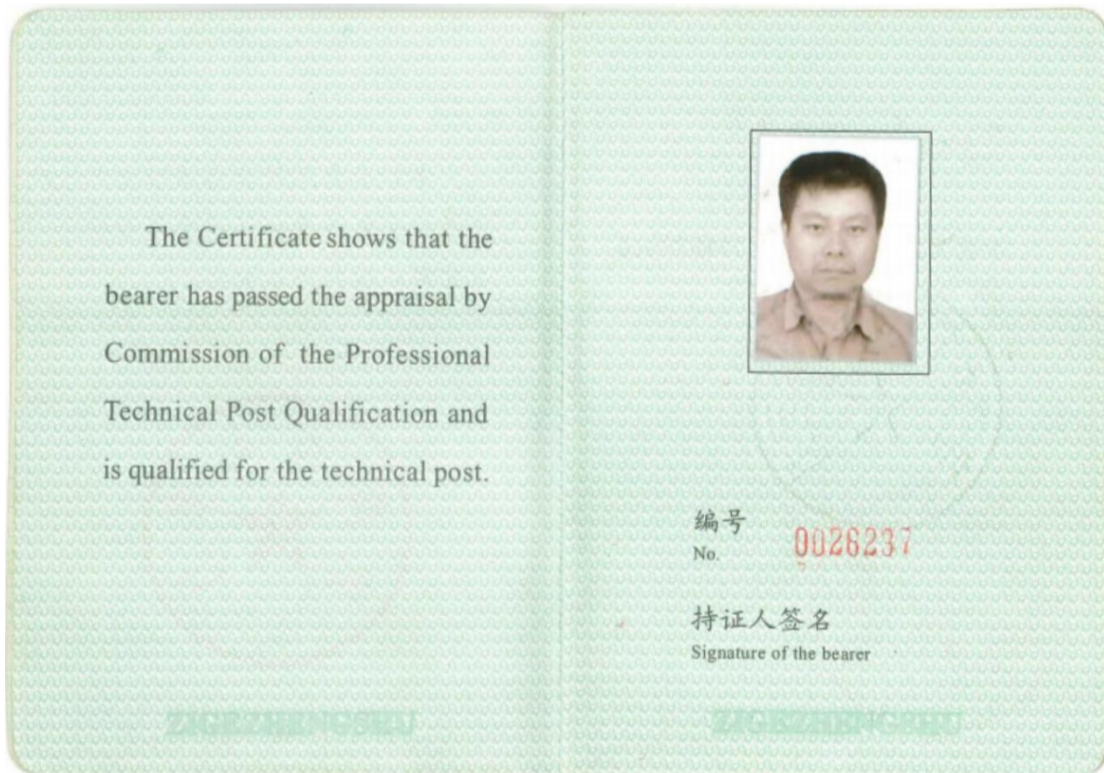 The Certificate shows that the
bearer has passed the appraisal by
Commission of the Professional
Technical Post Qualification and
is qualified for the technical post.
ZIGEZHENGSHU
编号
No. 0026237
持证人签名
Signature of the bearer
ZIGEZHENGSHU